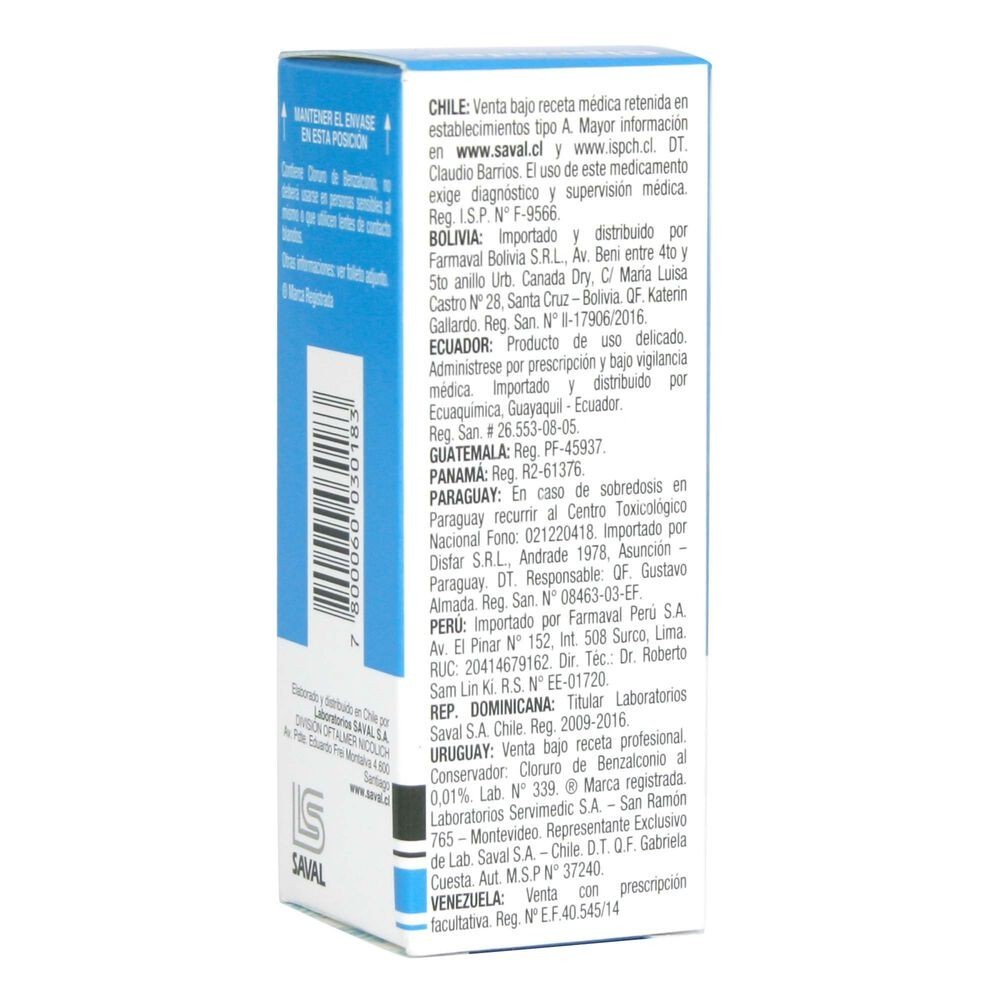 MANTENER EL ENVASE
EN ESTA POSICIÓN
Contiene Cloruro de Benzalconio, no
deberá usarse en personas sensibles al
mismo o que utilicen lentes de contacto
blandos.
Otras informaciones: ver folleto adjunto.
® Marca Registrada
7 800060 030183
Elaborado y distribuido en Chile por
Laboratorios SAVAL S.A.
DIVISIÓN OFTALMER NICOLICH
Av. Pdte. Eduardo Frei Montalva 4.600
Santiago
www.saval.cl
SAVAL
CHILE: Venta bajo receta médica retenida en
establecimientos tipo A. Mayor información
en www.saval.cl y www.ispch.cl. DT.
Claudio Barrios. El uso de este medicamento
exige diagnóstico y supervisión médica.
Reg. I.S.P. N° F-9566.
BOLIVIA: Importado y distribuido por
Farmaval Bolivia S.R.L., Av. Beni entre 4to y
5to anillo Urb. Canada Dry, C/ María Luisa
Castro Nº 28, Santa Cruz – Bolivia. QF. Katerin
Gallardo. Reg. San. N° II-17906/2016.
ECUADOR: Producto de uso delicado.
Adminístrese por prescripción y bajo vigilancia
médica. Importado y distribuido por
Ecuaquímica, Guayaquil - Ecuador.
Reg. San. # 26.553-08-05.
GUATEMALA: Reg. PF-45937.
PANAMÁ: Reg. R2-61376.
PARAGUAY: En caso de sobredosis en
Paraguay recurrir al Centro Toxicológico
Nacional Fono: 021220418. Importado por
Disfar S.R.L., Andrade 1978, Asunción –
Paraguay. DT. Responsable: QF. Gustavo
Almada. Reg. San. N° 08463-03-EF.
PERÚ: Importado por Farmaval Perú S.A.
Av. El Pinar N° 152, Int. 508 Surco, Lima.
RUC: 20414679162. Dir. Téc.: Dr. Roberto
Sam Lin Kí. R.S. N° EE-01720.
REP. DOMINICANA: Titular Laboratorios
Saval S.A. Chile. Reg. 2009-2016.
URUGUAY: Venta bajo receta profesional.
Conservador: Cloruro de Benzalconio al
0,01%. Lab. N° 339. ® Marca registrada.
Laboratorios Servimedic S.A. – San Ramón
765 – Montevideo. Representante Exclusivo
de Lab. Saval S.A. – Chile. D.T. Q.F. Gabriela
Cuesta. Aut. M.S.P N° 37240.
VENEZUELA: Venta con prescripción
facultativa. Reg. Nº E.F.40.545/14